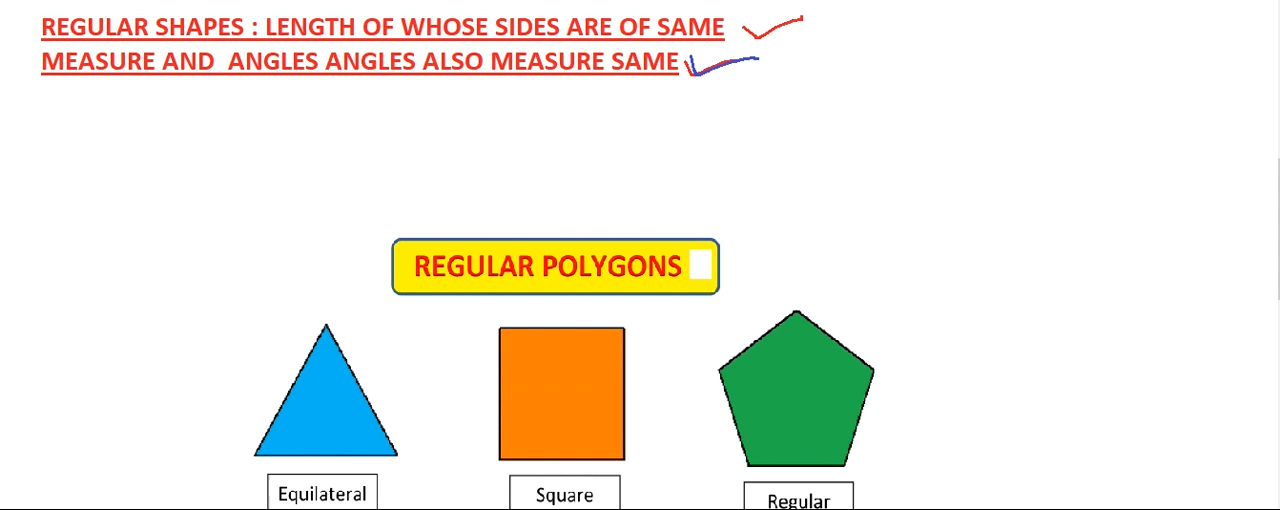 REGULAR SHAPES : LENGTH OF WHOSE SIDES ARE OF SAME
MEASURE AND ANGLES ANGLES ALSO MEASURE SAME
REGULAR POLYGONS
Equilateral
Square
Regular